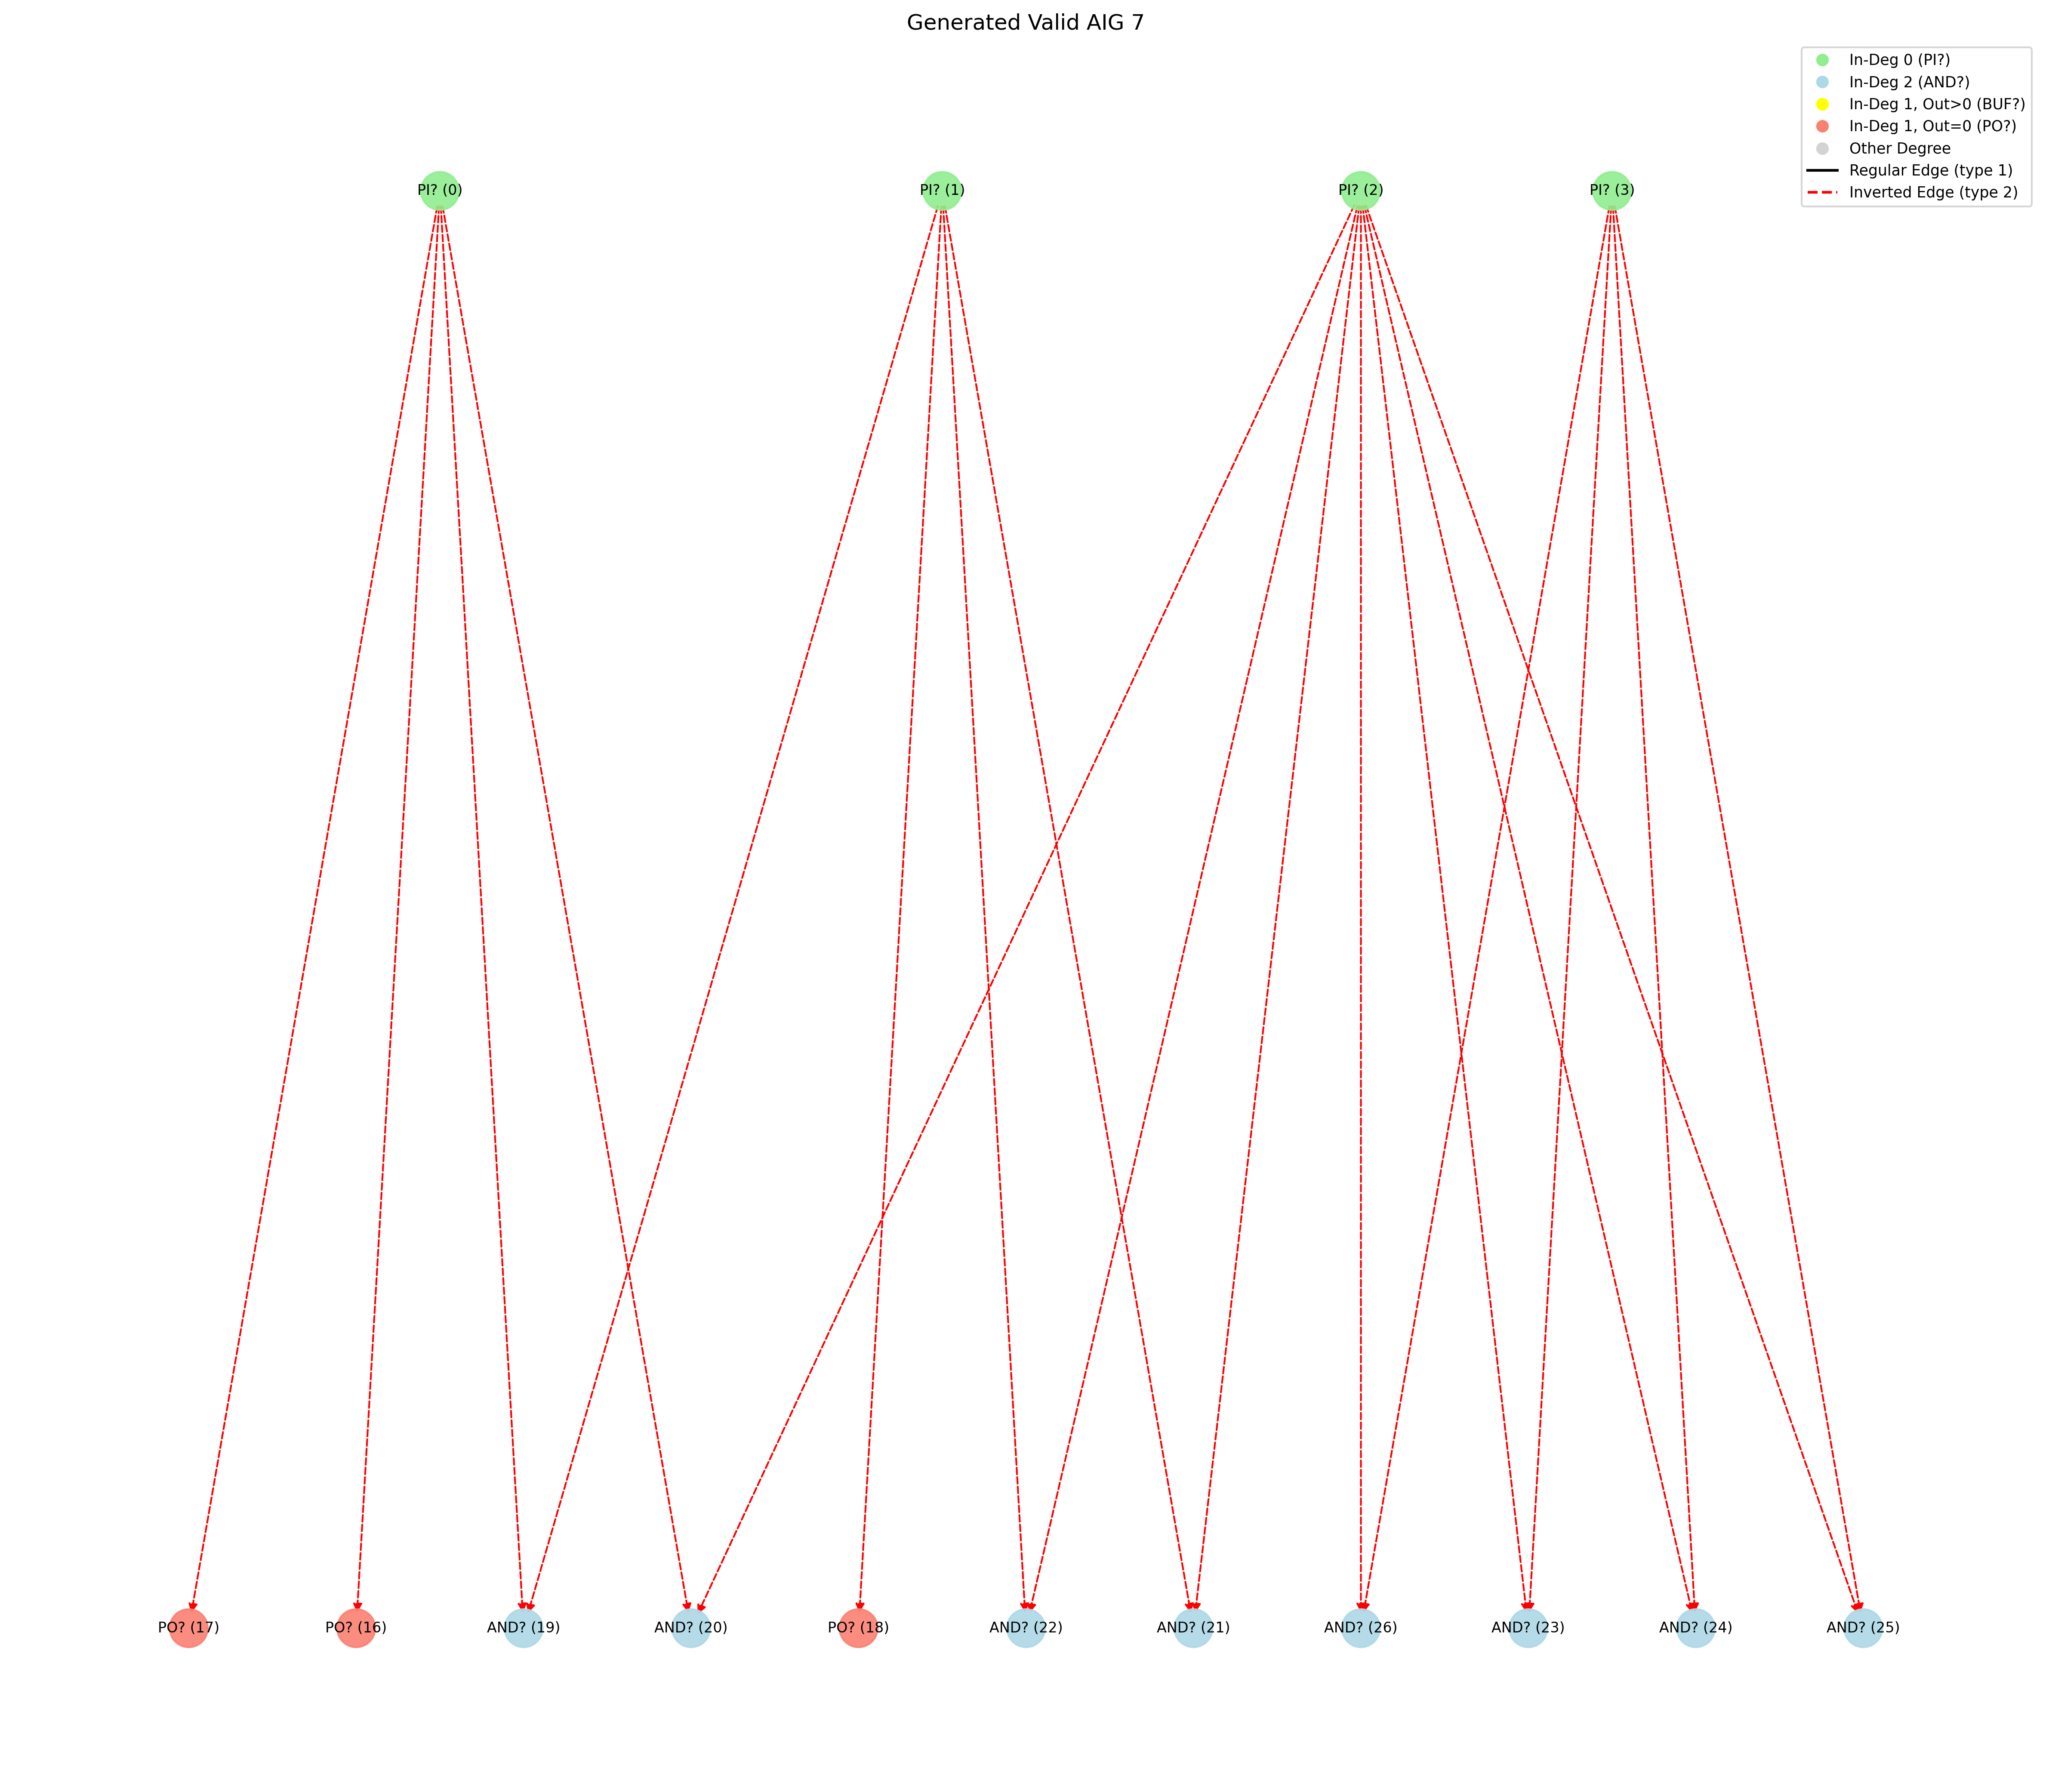 Generated Valid AIG 7
In-Deg 0 (PI?)
In-Deg 2 (AND?)
In-Deg 1, Out>0 (BUF?)
In-Deg 1, Out=0 (PO?)
Other Degree
Regular Edge (type 1)
Inverted Edge (type 2)
PI? (0)
PI? (1)
PI? (2)
PI? (3)
PO? (17)
PO? (16)
AND? (19)
AND? (20)
PO? (18)
AND? (22)
AND? (21)
AND? (26)
AND? (23)
AND? (24)
AND? (25)